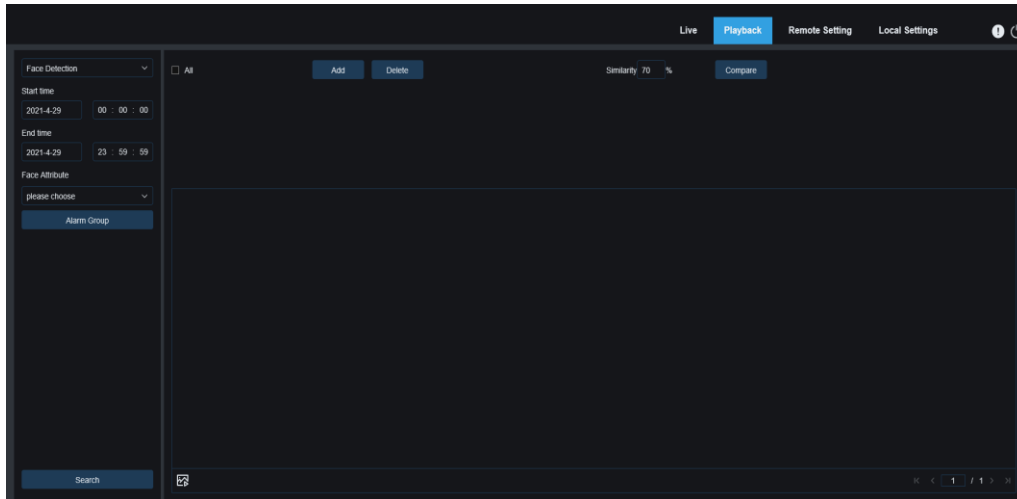 Live Playback Remote Setting Local Settings
Face Detection
All Add Delete Similarity 70 % Compare
Start time
2021-4-29 00 : 00 : 00
End time
2021-4-29 23 : 59 : 59
Face Attribute
please choose
Alarm Group
Search
1 / 1